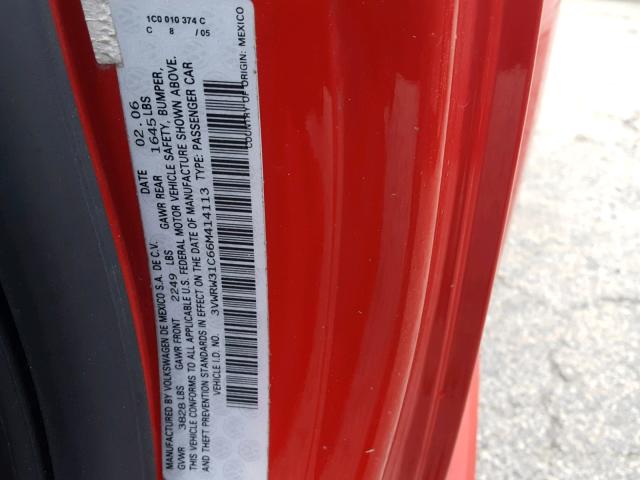 1C0 010 374 C
C 8 /05
MANUFACTURED BY VOLKSWAGEN DE MEXICO S.A. DE C.V. DATE 02.06
GVWR 3828 LBS GAWR FRONT 2249 LBS GAWR REAR 1645 LBS
THIS VEHICLE CONFORMS TO ALL APPLICABLE U.S. FEDERAL MOTOR VEHICLE SAFETY, BUMPER,
AND THEFT PREVENTION STANDARDS IN EFFECT ON THE DATE OF MANUFACTURE SHOWN ABOVE.
VEHICLE I.D. NO. 3VWRW31C66M414113 TYPE: PASSENGER CAR
COUNTRY OF ORIGIN: MEXICO